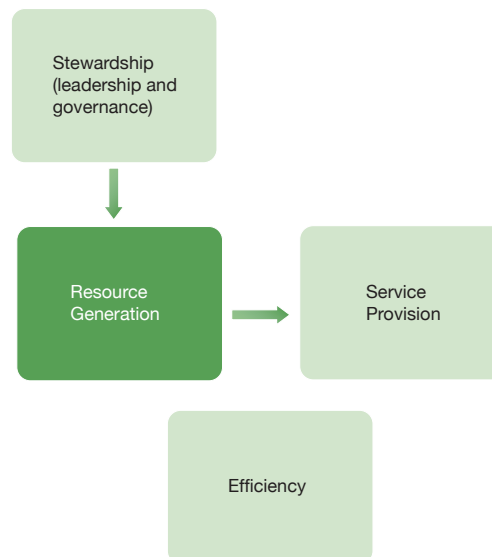 Stewardship
(leadership and
governance)
Resource
Generation
Service
Provision
Efficiency